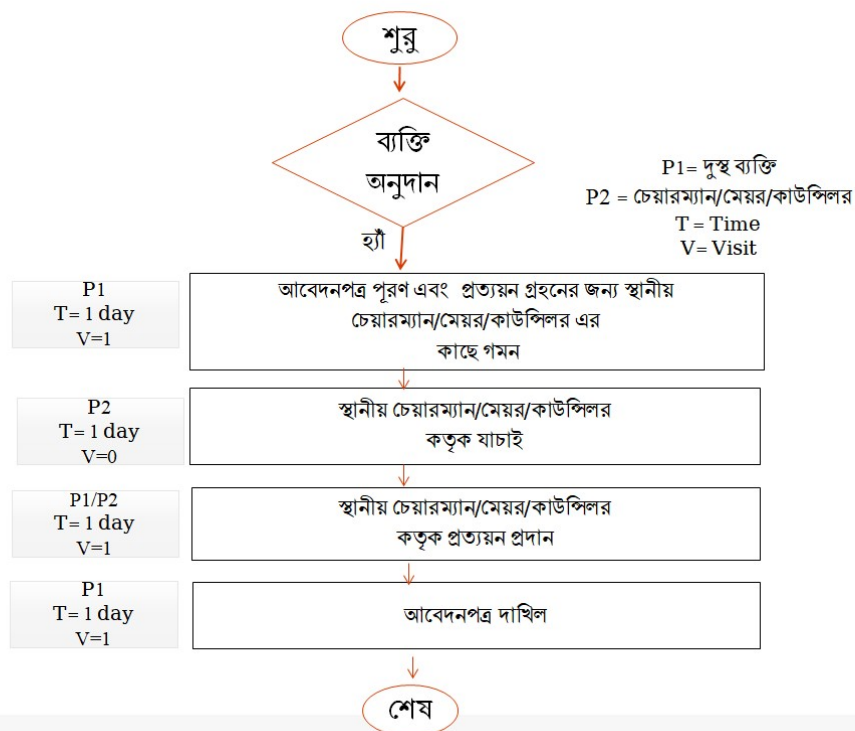 শুরু
ব্যক্তি
অনুদান
P1= দুস্থ ব্যক্তি
P2 = চেয়ারম্যান/মেয়র/কাউন্সিলর
T = Time
V= Visit
হ্যাঁ
P1
T= 1 day
V=1
আবেদনপত্র পূরণ এবং প্রত্যয়ন গ্রহনের জন্য স্থানীয়
চেয়ারম্যান/মেয়র/কাউন্সিলর এর
কাছে গমন
P2
T= 1 day
V=0
স্থানীয় চেয়ারম্যান/মেয়র/কাউন্সিলর
কতৃক যাচাই
P1/P2
T= 1 day
V=1
স্থানীয় চেয়ারম্যান/মেয়র/কাউন্সিলর
কতৃক প্রত্যয়ন প্রদান
P1
T= 1 day
V=1
আবেদনপত্র দাখিল
শেষ